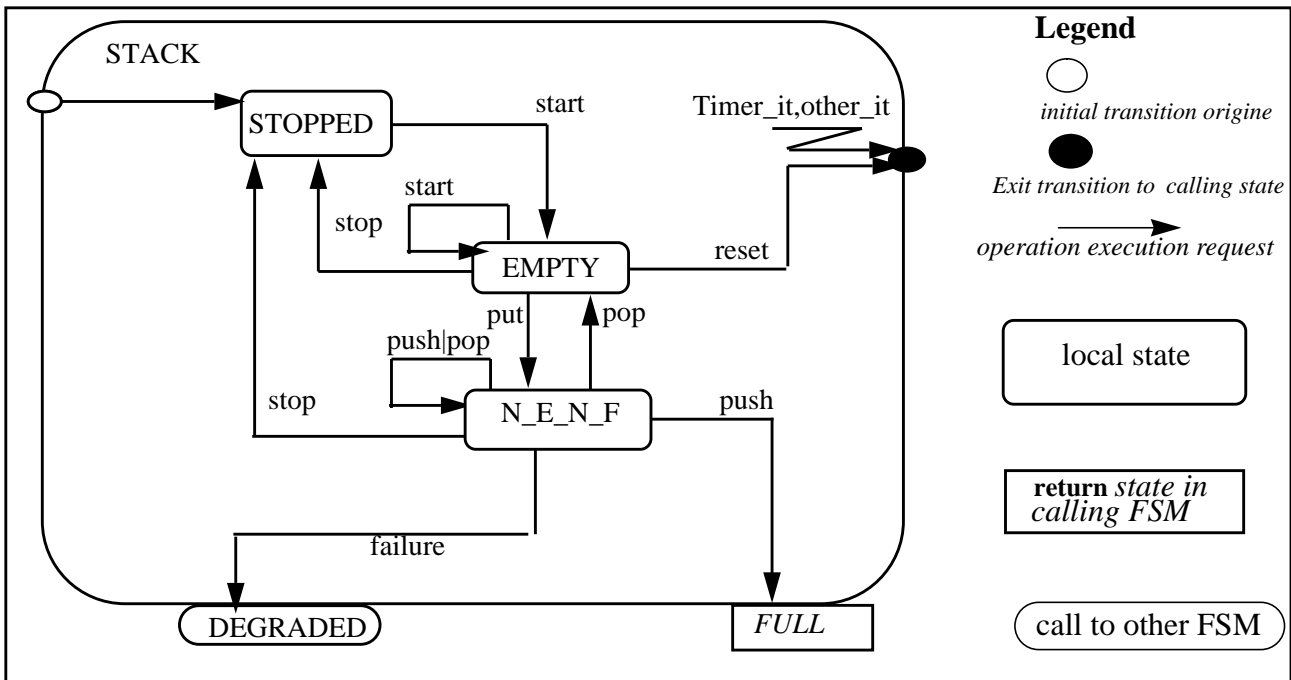 STACK
STOPPED
start
Timer_it,other_it
start
stop
EMPTY
reset
put
pop
push|pop
stop
N_E_N_F
push
failure
DEGRADED
FULL
Legend
initial transition origine
Exit transition to calling state
operation execution request
local state
return state in
calling FSM
call to other FSM